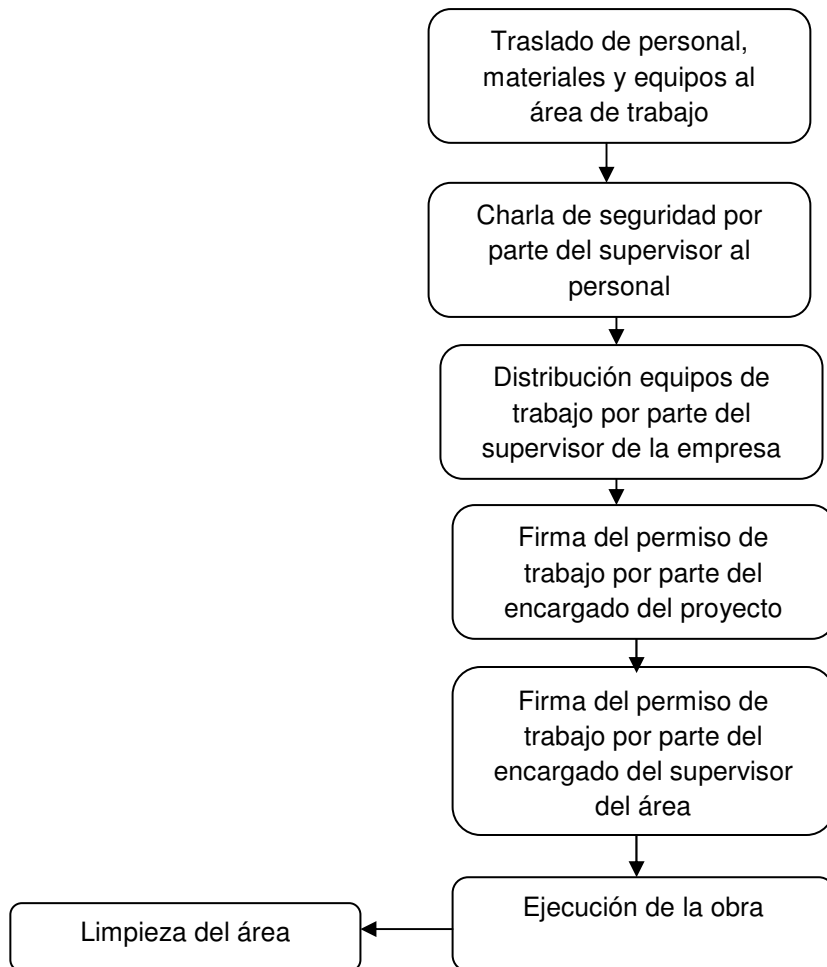 Traslado de personal,
materiales y equipos al
área de trabajo
Charla de seguridad por
parte del supervisor al
personal
Distribución equipos de
trabajo por parte del
supervisor de la empresa
Firma del permiso de
trabajo por parte del
encargado del proyecto
Firma del permiso de
trabajo por parte del
encargado del supervisor
del área
Ejecución de la obra
Limpieza del área